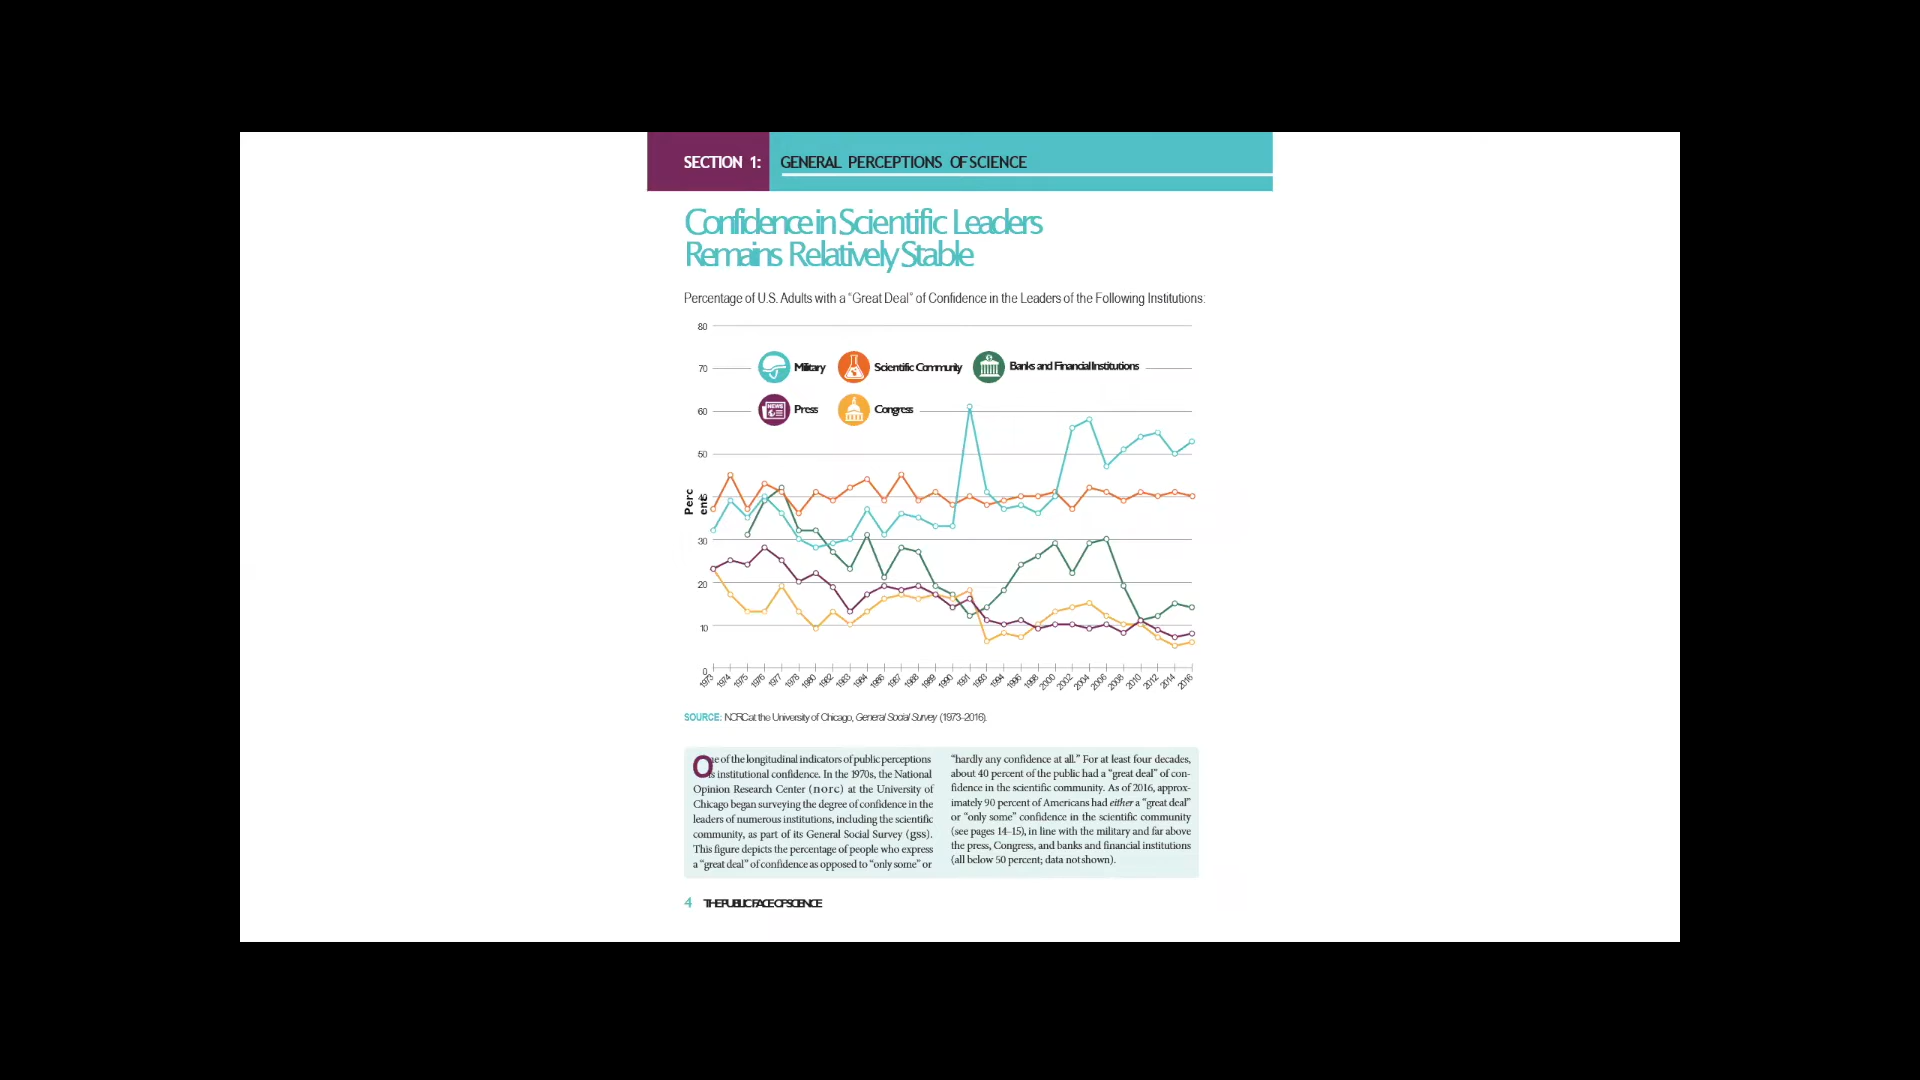 SECTION 1:
GENERAL PERCEPTIONS OF SCIENCE
Confidence in Scientific Leaders
Remains Relatively Stable
Percentage of U.S. Adults with a “Great Deal” of Confidence in the Leaders of the Following Institutions:
80
70
60
50
30
20
10
0
Perc
ent
Military
Scientific Community
Banks and Financial Institutions
NEWS
Press
Congress
1973 1974 1975 1976 1977 1978 1980 1982 1983 1984 1986 1987 1988 1989 1990 1991 1993 1994 1996 1998 2000 2002 2004 2006 2008 2010 2012 2014 2016
SOURCE: NORC at the University of Chicago, General Social Survey (1973–2016).
of the longitudinal indicators of public perceptions
institutional confidence. In the 1970s, the National
Opinion Research Center (norc) at the University of
Chicago began surveying the degree of confidence in the
leaders of numerous institutions, including the scientific
community, as part of its General Social Survey (gss).
This figure depicts the percentage of people who express
a “great deal” of confidence as opposed to “only some” or
“hardly any confidence at all.” For at least four decades,
about 40 percent of the public had a “great deal” of con-
fidence in the scientific community. As of 2016, approx-
imately 90 percent of Americans had either a “great deal”
or “only some” confidence in the scientific community
(see pages 14–15), in line with the military and far above
the press, Congress, and banks and financial institutions
(all below 50 percent; data not shown).
4 THE PUBLIC FACE OF SCIENCE